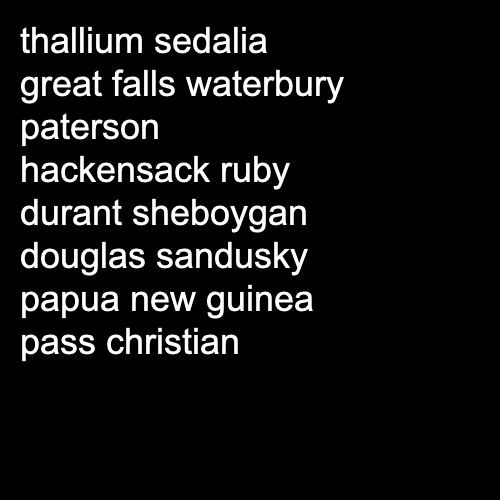 thallium sedalia
great falls waterbury
paterson
hackensack ruby
durant sheboygan
douglas sandusky
papua new guinea
pass christian